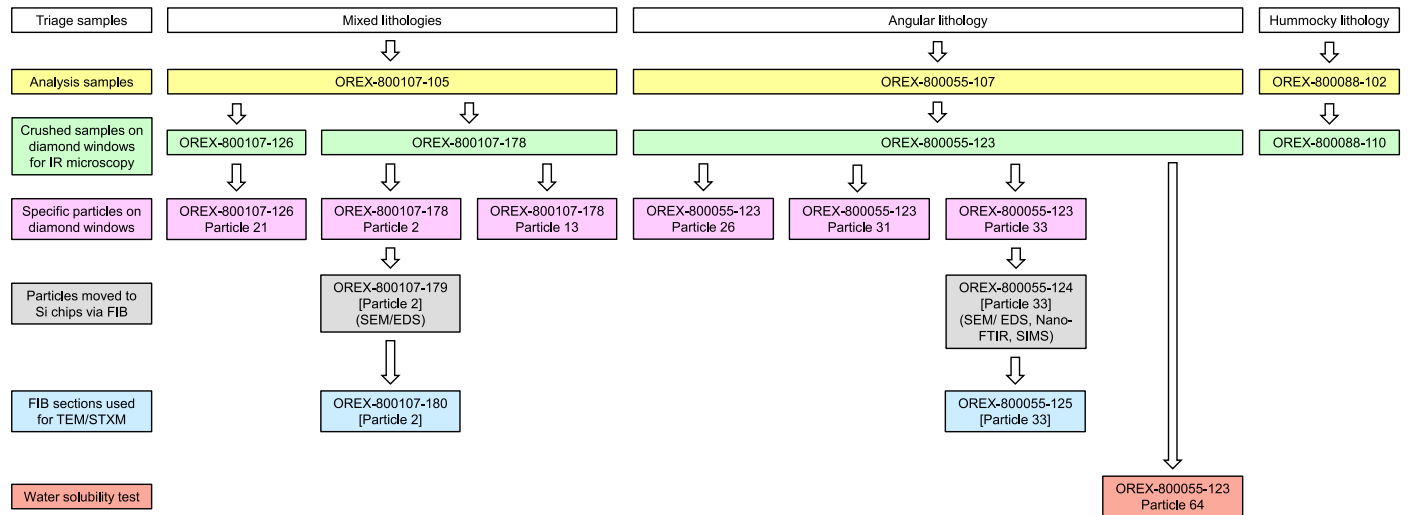 Triage samples
Mixed lithologies
Angular lithology
Hummocky lithology
Analysis samples
OREX-800107-105
OREX-800055-107
OREX-800088-102
Crushed samples on
diamond windows
for IR microscopy
OREX-800107-126
OREX-800107-178
OREX-800055-123
OREX-800088-110
Specific particles on
diamond windows
OREX-800107-126
Particle 21
OREX-800107-178
Particle 2
OREX-800107-178
Particle 13
OREX-800055-123
Particle 26
OREX-800055-123
Particle 31
OREX-800055-123
Particle 33
Particles moved to
Si chips via FIB
OREX-800107-179
[Particle 2]
(SEM/EDS)
OREX-800055-124
[Particle 33]
(SEM/ EDS, Nano-
FTIR, SIMS)
FIB sections used
for TEM/STXM
OREX-800107-180
[Particle 2]
OREX-800055-125
[Particle 33]
Water solubility test
OREX-800055-123
Particle 64